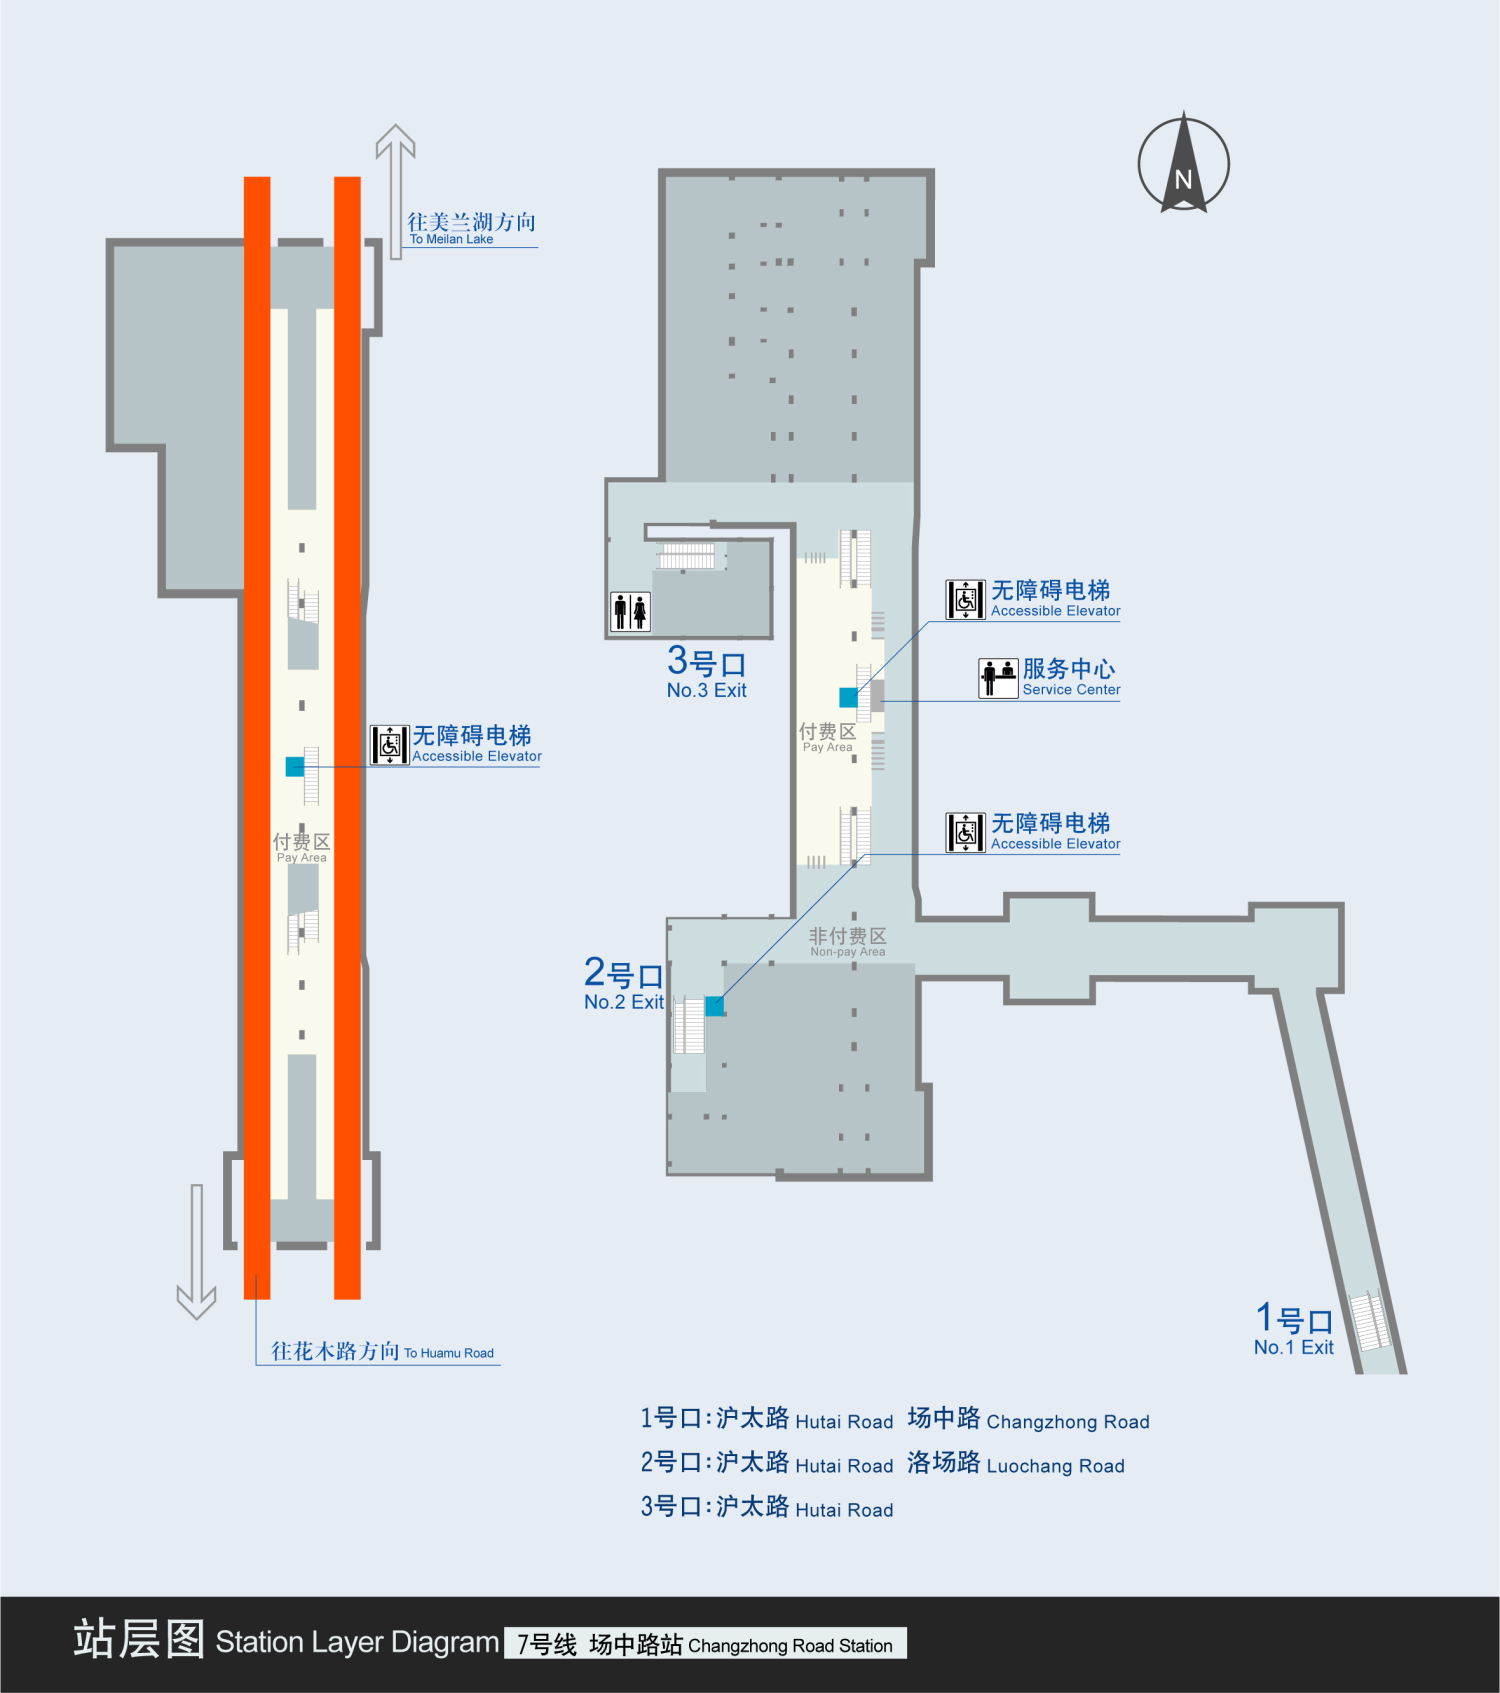 N
往美兰湖方向
To Meilan Lake
无障碍电梯
Accessible Elevator
付费区
Pay Area
往花木路方向 To Huamu Road
无障碍电梯
Accessible Elevator
服务中心
Service Center
3号口
No.3 Exit
付费区
Pay Area
无障碍电梯
Accessible Elevator
非付费区
Non-pay Area
2号口
No.2 Exit
1号口
No.1 Exit
1号口:沪太路 Hutai Road 场中路 Changzhong Road
2号口:沪太路 Hutai Road 洛场路 Luochang Road
3号口:沪太路 Hutai Road
站层图 Station Layer Diagram 7号线 场中路站 Changzhong Road Station